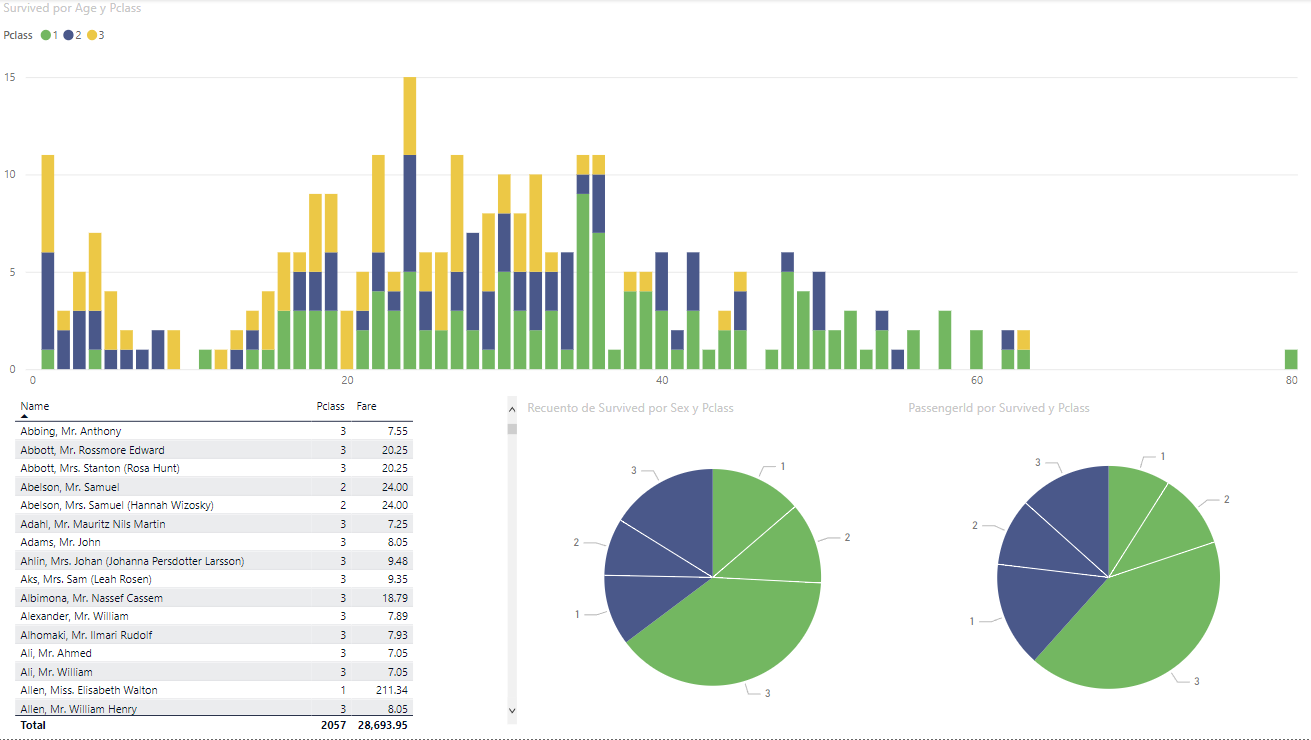 Survived por Age y Pclass
Pclass 1 2 3
15
10
5
0
0 20 40 60 80
Name Pclass Fare
Abbing, Mr. Anthony 3 7.55
Abbott, Mr. Rossmore Edward 3 20.25
Abbott, Mrs. Stanton (Rosa Hunt) 3 20.25
Abelson, Mr. Samuel 2 24.00
Abelson, Mrs. Samuel (Hannah Wizosky) 2 24.00
Adahl, Mr. Mauritz Nils Martin 3 7.25
Adams, Mr. John 3 8.05
Ahlin, Mrs. Johan (Johanna Persdotter Larsson) 3 9.48
Aks, Mrs. Sam (Leah Rosen) 3 9.35
Albimona, Mr. Nassef Cassem 3 18.79
Alexander, Mr. William 3 7.89
Alhomaki, Mr. Ilmari Rudolf 3 7.93
Ali, Mr. Ahmed 3 7.05
Ali, Mr. William 3 7.05
Allen, Miss. Elisabeth Walton 1 211.34
Allen, Mr. William Henry 3 8.05
Total 2057 28,693.95
Recuento de Survived por Sex y Pclass
3 1
2 2
1
3
PassengerId por Survived y Pclass
3 1
2 2
1
3